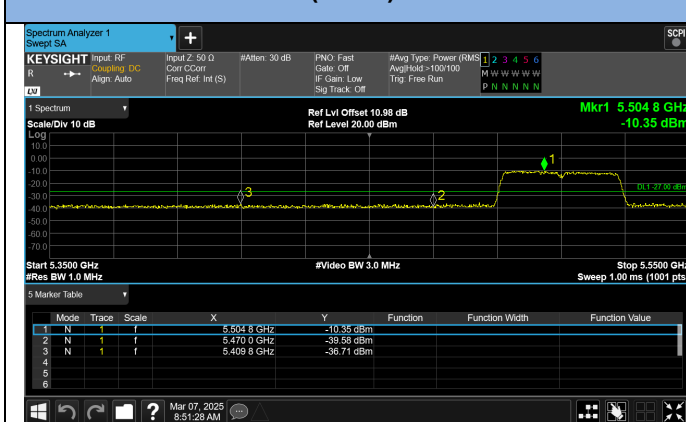 Spectrum Analyzer 1
Swept SA
+
SCPI
KEYSIGHT
R
LXI
Input: RF
Coupling: DC
Align: Auto
Input Z: 50 Ω
Corr CCorr
Freq Ref: Int (S)
#Atten: 30 dB
PNO: Fast
Gate: Off
IF Gain: Low
Sig Track: Off
#Avg Type: Power (RMS
Avg|Hold:>100/100
Trig: Free Run
1 2 3 4 5 6
M W W W W W
P N N N N N
1 Spectrum
Scale/Div 10 dB
Ref Lvl Offset 10.98 dB
Ref Level 20.00 dBm
Mkr1 5.504 8 GHz
-10.35 dBm
Log
10.0
0.00
-10.0
-20.0
-30.0
-40.0
-50.0
-60.0
-70.0
1
2
3
DL1 -27.00 dBm
Start 5.3500 GHz
#Res BW 1.0 MHz
#Video BW 3.0 MHz
Stop 5.5500 GHz
Sweep 1.00 ms (1001 pts
5 Marker Table
Mode Trace Scale X Y Function Function Width Function Value
1 N 1 f 5.504 8 GHz -10.35 dBm
2 N 1 f 5.470 0 GHz -39.58 dBm
3 N 1 f 5.409 8 GHz -36.71 dBm
4
5
6
?
Mar 07, 2025
8:51:28 AM